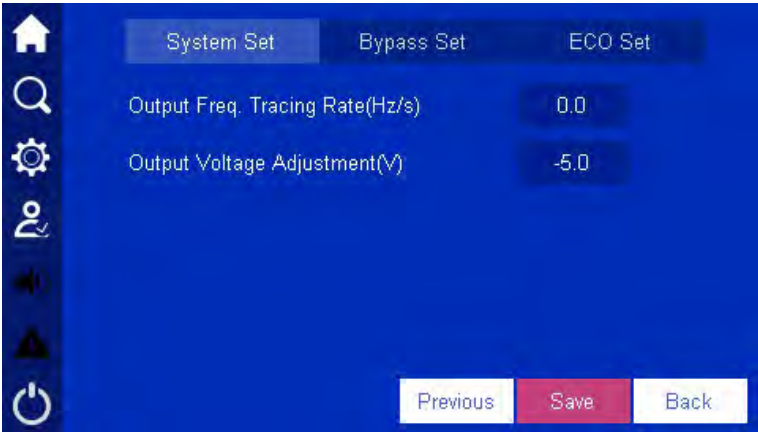 System Set Bypass Set ECO Set
Output Freq. Tracing Rate(Hz/s) 0.0
Output Voltage Adjustment(V) -5.0
Previous Save Back